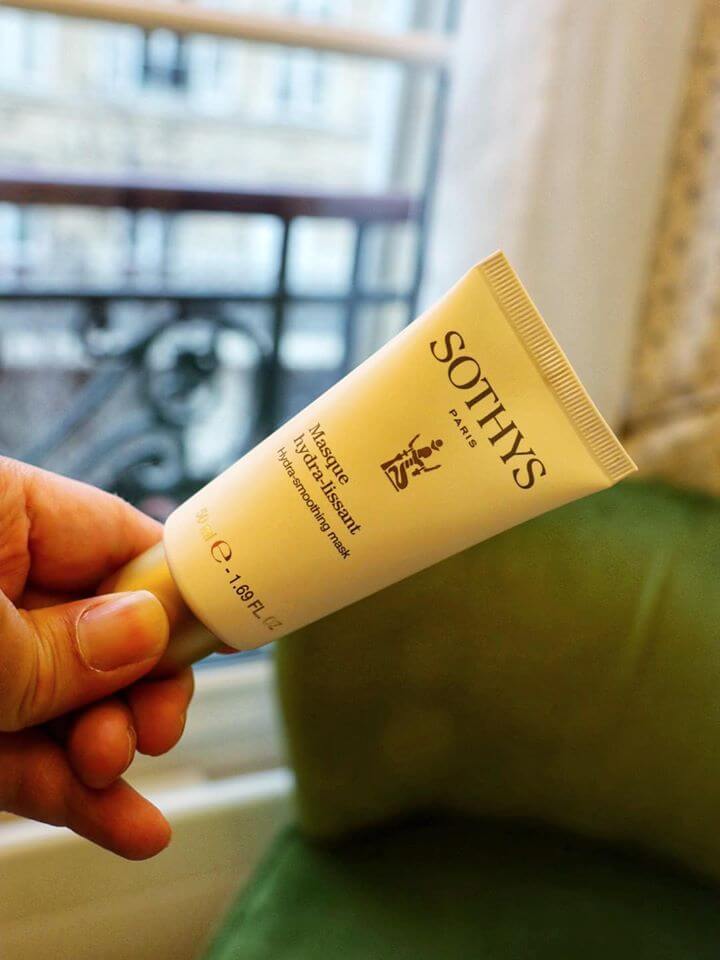 SOTHYS
PARIS
Masque
hydra-lissant
Hydra-smoothing mask
50 ml e - 1.69 FL. OZ